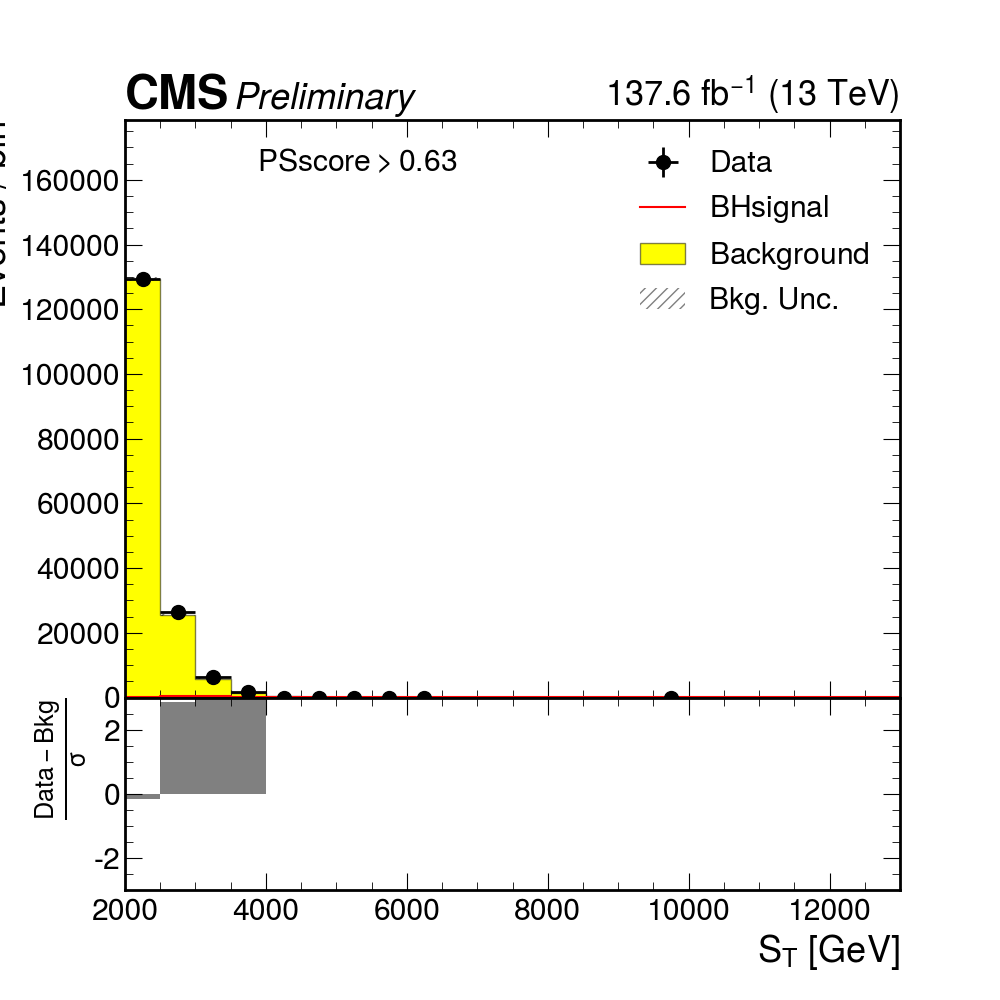 CMS Preliminary 137.6 fb⁻¹ (13 TeV)
PSscore > 0.63
Data
BHsignal
Background
Bkg. Unc.
160000
140000
120000
100000
80000
60000
40000
20000
0
Data − Bkg
σ
2
0
-2
2000 4000 6000 8000 10000 12000
S_T [GeV]